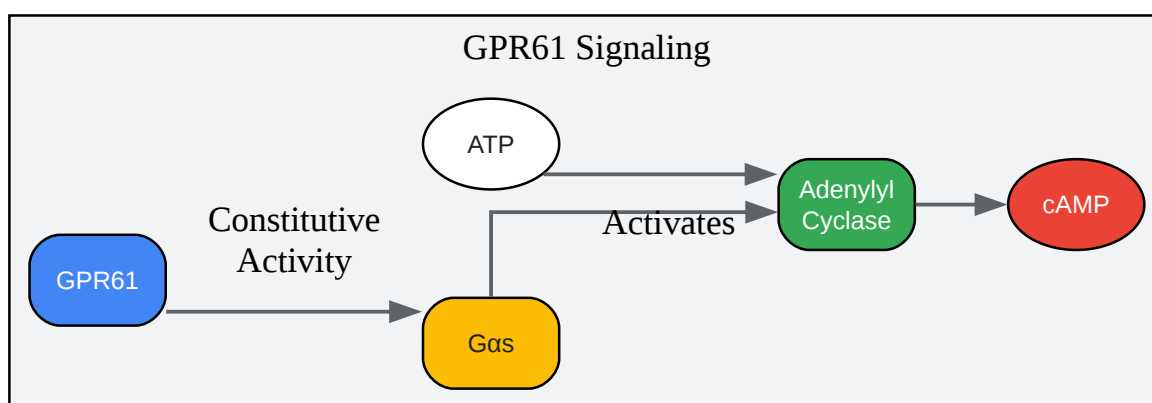 GPR61 Signaling
ATP
Adenylyl
Cyclase
cAMP
Activates
Constitutive
Activity
GPR61
Gαs